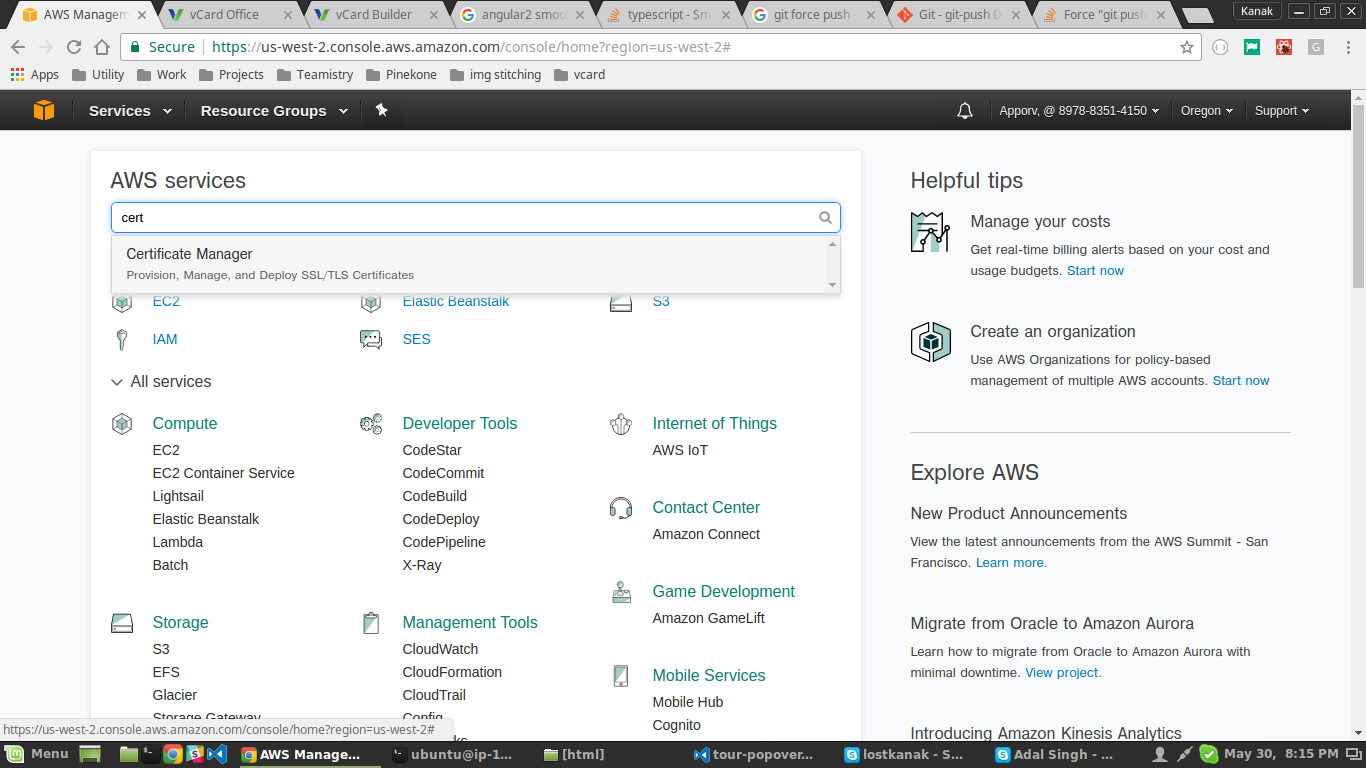 AWS Managem
vCard Office
vCard Builder
angular2 smoo
typescript - Sm
git force push -
Git - git-push D
Force "git push
Kanak
Secure
https://us-west-2.console.aws.amazon.com/console/home?region=us-west-2#
G
Apps
Utility
Work
Projects
Teamistry
Pinekone
img stitching
vcard
Services
Resource Groups
Apporv, @ 8978-8351-4150
Oregon
Support
AWS services
cert
Certificate Manager
Provision, Manage, and Deploy SSL/TLS Certificates
EC2
Elastic Beanstalk
S3
IAM
SES
All services
Compute
EC2
EC2 Container Service
Lightsail
Elastic Beanstalk
Lambda
Batch
Storage
S3
EFS
Glacier
Storage Gateway
Developer Tools
CodeStar
CodeCommit
CodeBuild
CodeDeploy
CodePipeline
X-Ray
Management Tools
CloudWatch
CloudFormation
CloudTrail
Config
Internet of Things
AWS IoT
Contact Center
Amazon Connect
Game Development
Amazon GameLift
Mobile Services
Mobile Hub
Cognito
Helpful tips
Manage your costs
Get real-time billing alerts based on your cost and
usage budgets. Start now
Create an organization
Use AWS Organizations for policy-based
management of multiple AWS accounts. Start now
Explore AWS
New Product Announcements
View the latest announcements from the AWS Summit - San
Francisco. Learn more.
Migrate from Oracle to Amazon Aurora
Learn how to migrate from Oracle to Amazon Aurora with
minimal downtime. View project.
Introducing Amazon Kinesis Analytics
https://us-west-2.console.aws.amazon.com/console/home?region=us-west-2#
Menu
AWS Manage...
ubuntu@ip-1...
[html]
tour-popover...
lostkanak - S...
Adal Singh - ...
May 30, 8:15 PM